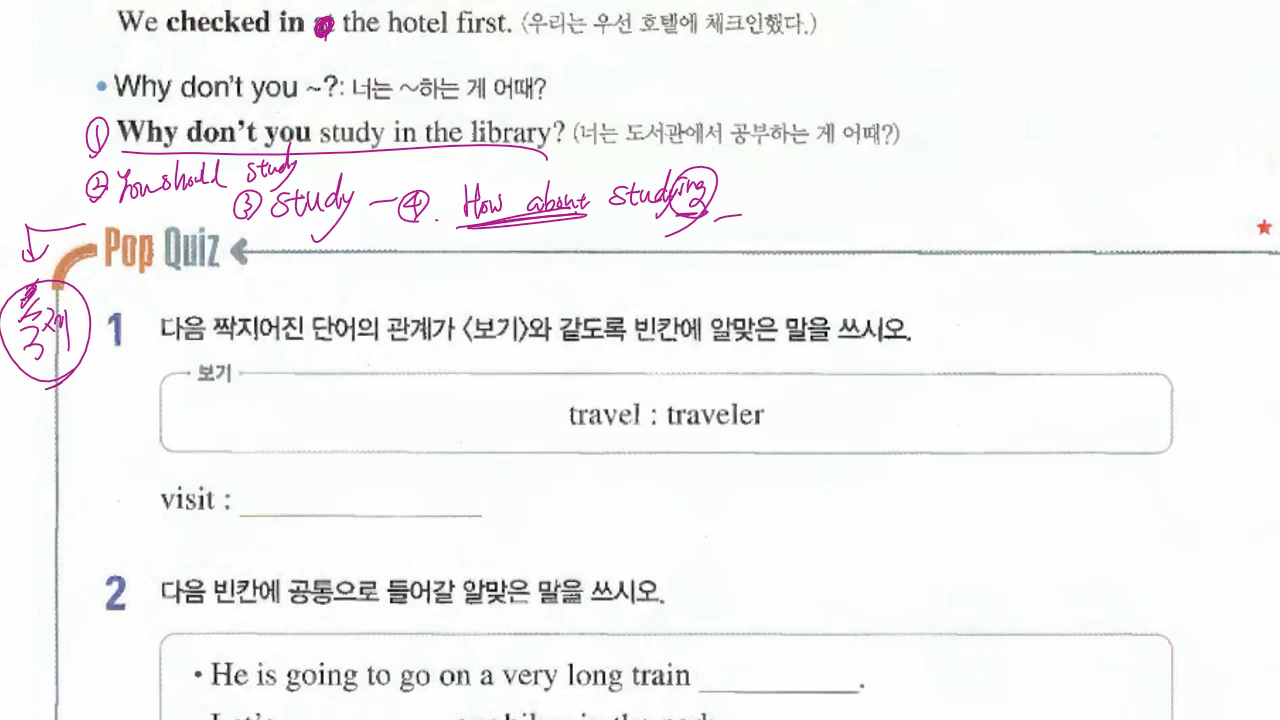 We checked in the hotel first. (우리는 우선 호텔에 체크인했다.)
• Why don't you ~?: 너는 ~하는 게 어때?
① Why don't you study in the library? (너는 도서관에서 공부하는 게 어때?)
② You should study
③ study ④. How about studying
Pop Quiz
숙제
1 다음 짝지어진 단어의 관계가 <보기>와 같도록 빈칸에 알맞은 말을 쓰시오.
보기
travel : traveler
visit : ____________
2 다음 빈칸에 공통으로 들어갈 알맞은 말을 쓰시오.
• He is going to go on a very long train ____________.